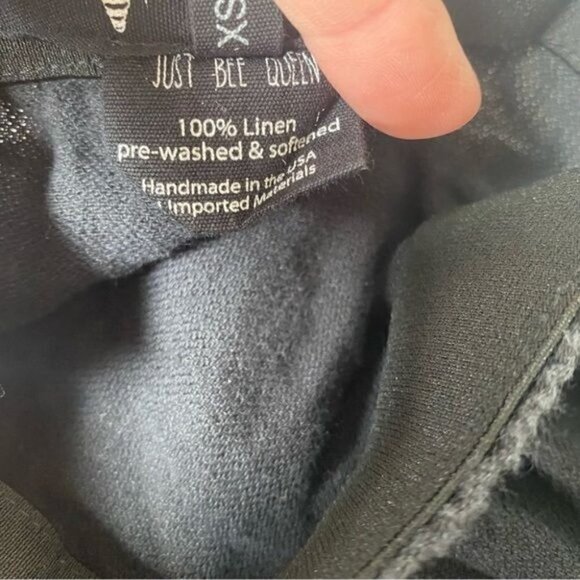 XS
JUST BEE QUEEN
100% Linen
pre-washed & softened
Handmade in the USA
Imported Materials